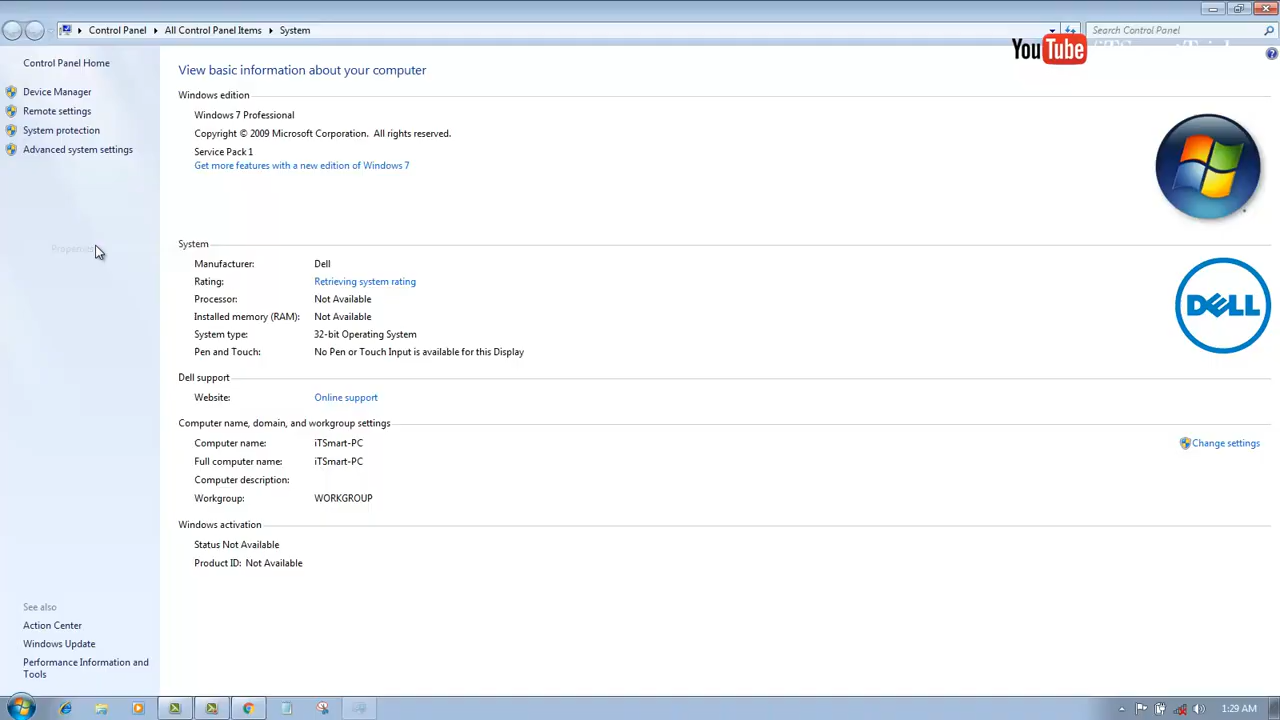 Control Panel
All Control Panel Items
System
Search Control Panel
YouTube
Control Panel Home
Device Manager
Remote settings
System protection
Advanced system settings
View basic information about your computer
Windows edition
Windows 7 Professional
Copyright © 2009 Microsoft Corporation. All rights reserved.
Service Pack 1
Get more features with a new edition of Windows 7
System
Manufacturer: Dell
Rating: Retrieving system rating
Processor: Not Available
Installed memory (RAM): Not Available
System type: 32-bit Operating System
Pen and Touch: No Pen or Touch Input is available for this Display
DELL
Dell support
Website: Online support
Computer name, domain, and workgroup settings
Computer name: iTSmart-PC
Change settings
Full computer name: iTSmart-PC
Computer description:
Workgroup: WORKGROUP
Windows activation
Status Not Available
Product ID: Not Available
See also
Action Center
Windows Update
Performance Information and
Tools
1:29 AM